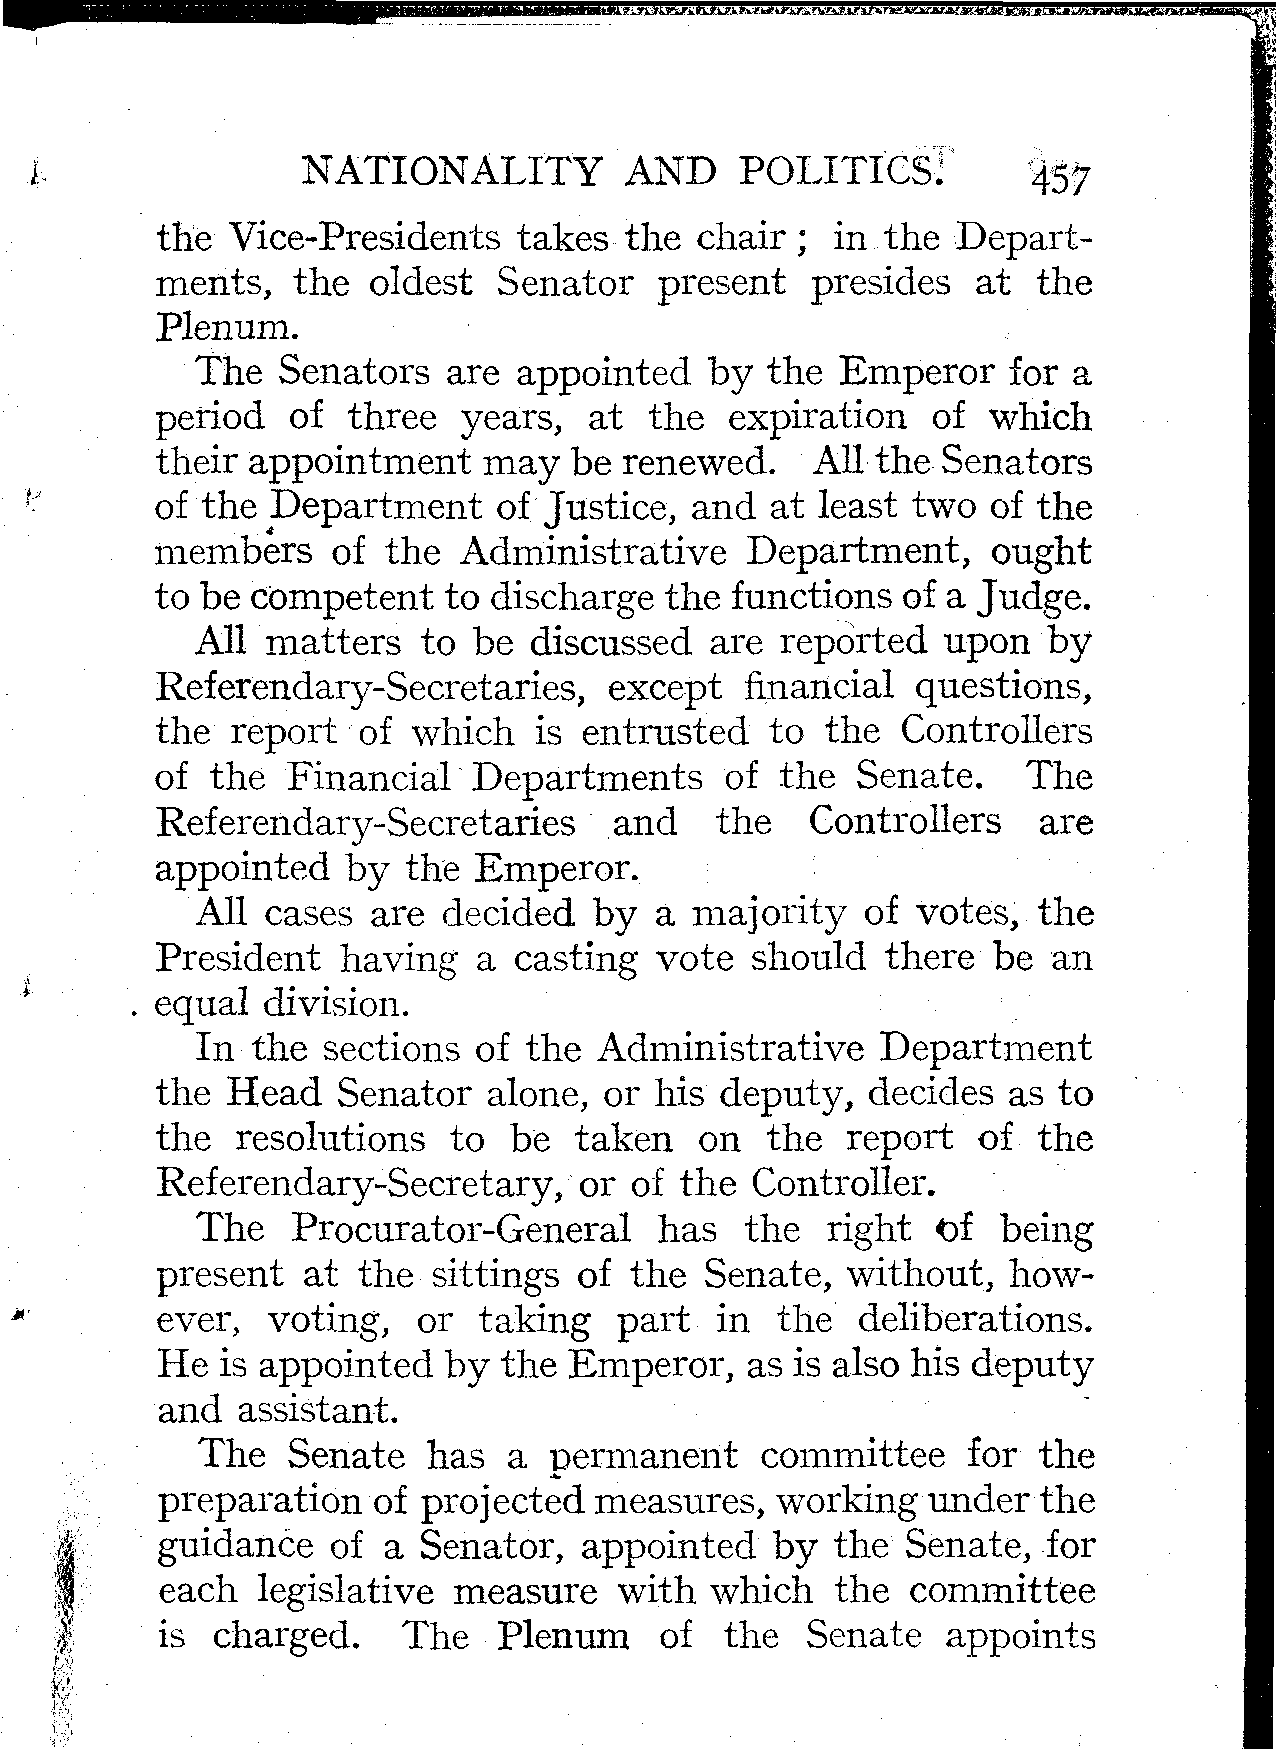 NATIONALITY AND POLITICS. 457
the Vice-Presidents takes the chair ; in the Depart-
ments, the oldest Senator present presides at the
Plenum.
The Senators are appointed by the Emperor for a
period of three years, at the expiration of which
their appointment may be renewed. All the Senators
of the Department of Justice, and at least two of the
members of the Administrative Department, ought
to be competent to discharge the functions of a Judge.
All matters to be discussed are reported upon by
Referendary-Secretaries, except financial questions,
the report of which is entrusted to the Controllers
of the Financial Departments of the Senate. The
Referendary-Secretaries and the Controllers are
appointed by the Emperor.
All cases are decided by a majority of votes, the
President having a casting vote should there be an
equal division.
In the sections of the Administrative Department
the Head Senator alone, or his deputy, decides as to
the resolutions to be taken on the report of the
Referendary-Secretary, or of the Controller.
The Procurator-General has the right of being
present at the sittings of the Senate, without, how-
ever, voting, or taking part in the deliberations.
He is appointed by the Emperor, as is also his deputy
and assistant.
The Senate has a permanent committee for the
preparation of projected measures, working under the
guidance of a Senator, appointed by the Senate, for
each legislative measure with which the committee
is charged. The Plenum of the Senate appoints